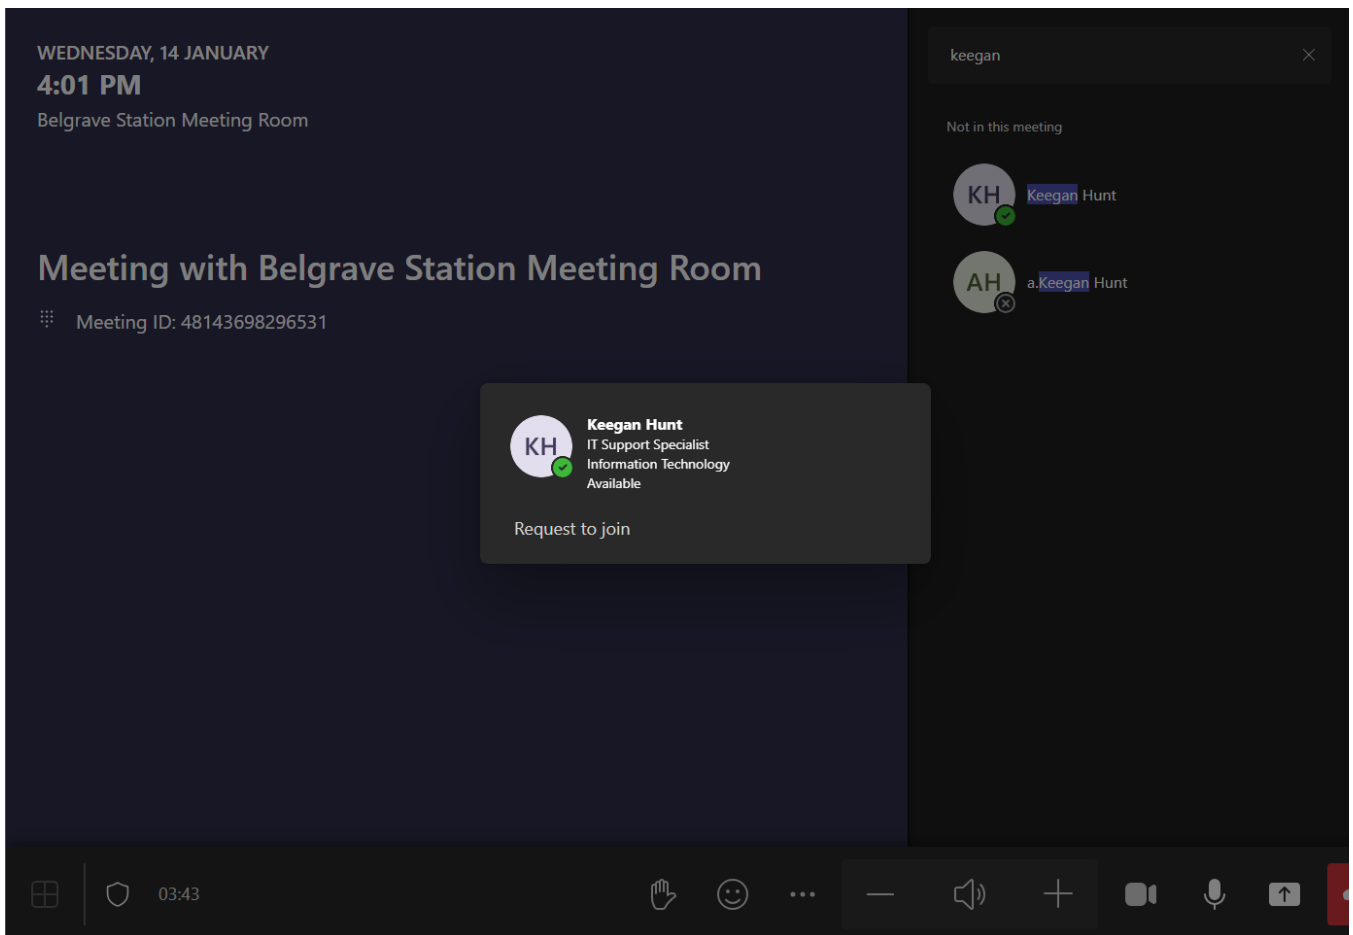 WEDNESDAY, 14 JANUARY
4:01 PM
Belgrave Station Meeting Room
Meeting with Belgrave Station Meeting Room
Meeting ID: 48143698296531
keegan
Not in this meeting
KH
Keegan Hunt
AH
a.Keegan Hunt
KH
Keegan Hunt
IT Support Specialist
Information Technology
Available
Request to join
03:43